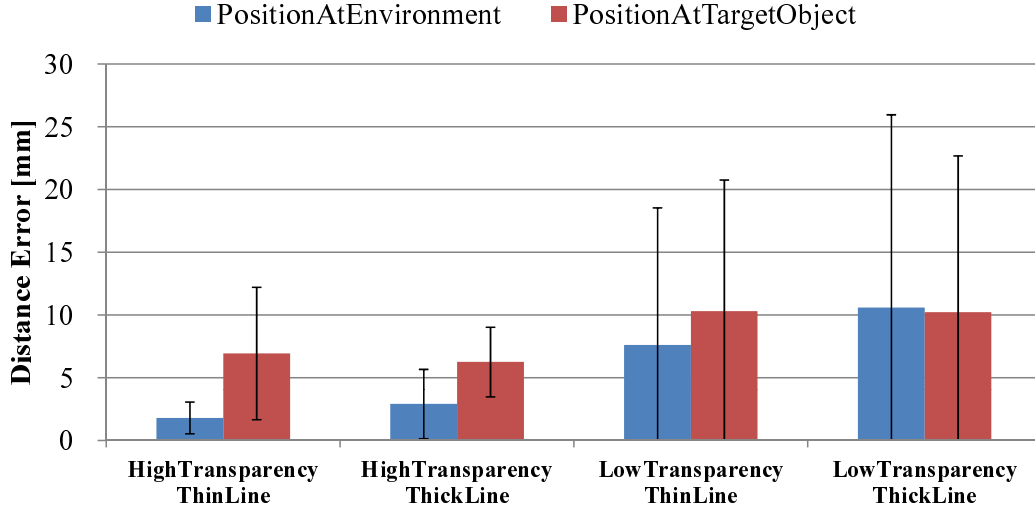 PositionAtEnvironment PositionAtTargetObject
Distance Error [mm]
30
25
20
15
10
5
0
HighTransparency ThinLine
HighTransparency ThickLine
LowTransparency ThinLine
LowTransparency ThickLine